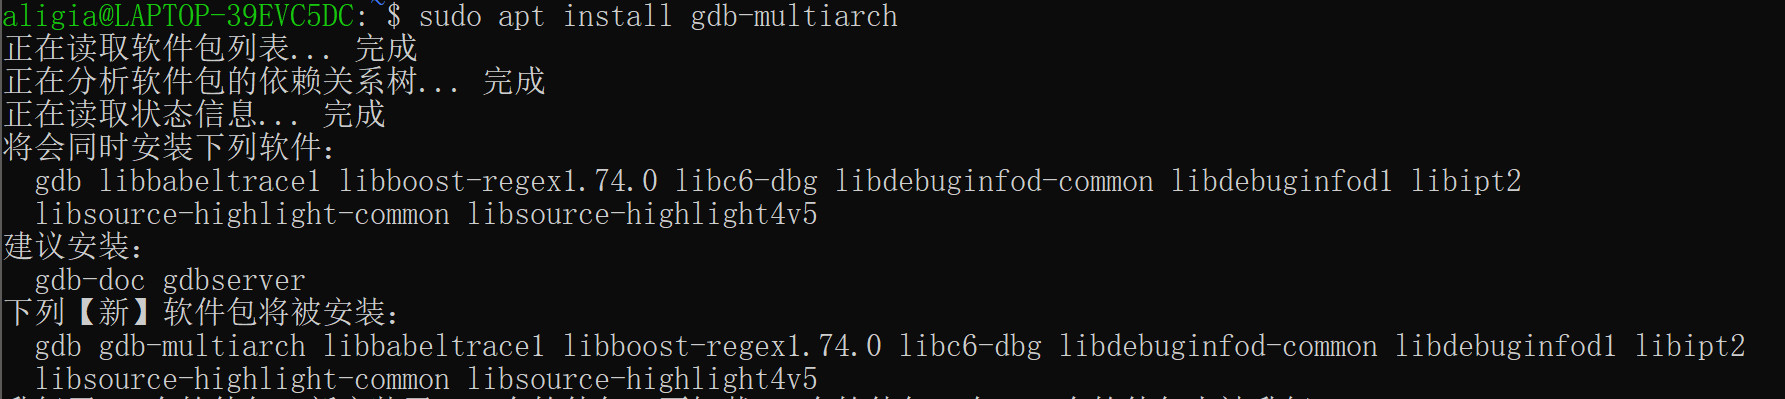 aligia@LAPTOP-39EVC5DC:~$ sudo apt install gdb-multiarch
正在读取软件包列表... 完成
正在分析软件包的依赖关系树... 完成
正在读取状态信息... 完成
将会同时安装下列软件：
gdb libbabeltrace1 libboost-regex1.74.0 libc6-dbg libdebuginfod-common libdebuginfod1 libipt2
libsource-highlight-common libsource-highlight4v5
建议安装：
gdb-doc gdbserver
下列【新】软件包将被安装：
gdb gdb-multiarch libbabeltrace1 libboost-regex1.74.0 libc6-dbg libdebuginfod-common libdebuginfod1 libipt2
libsource-highlight-common libsource-highlight4v5